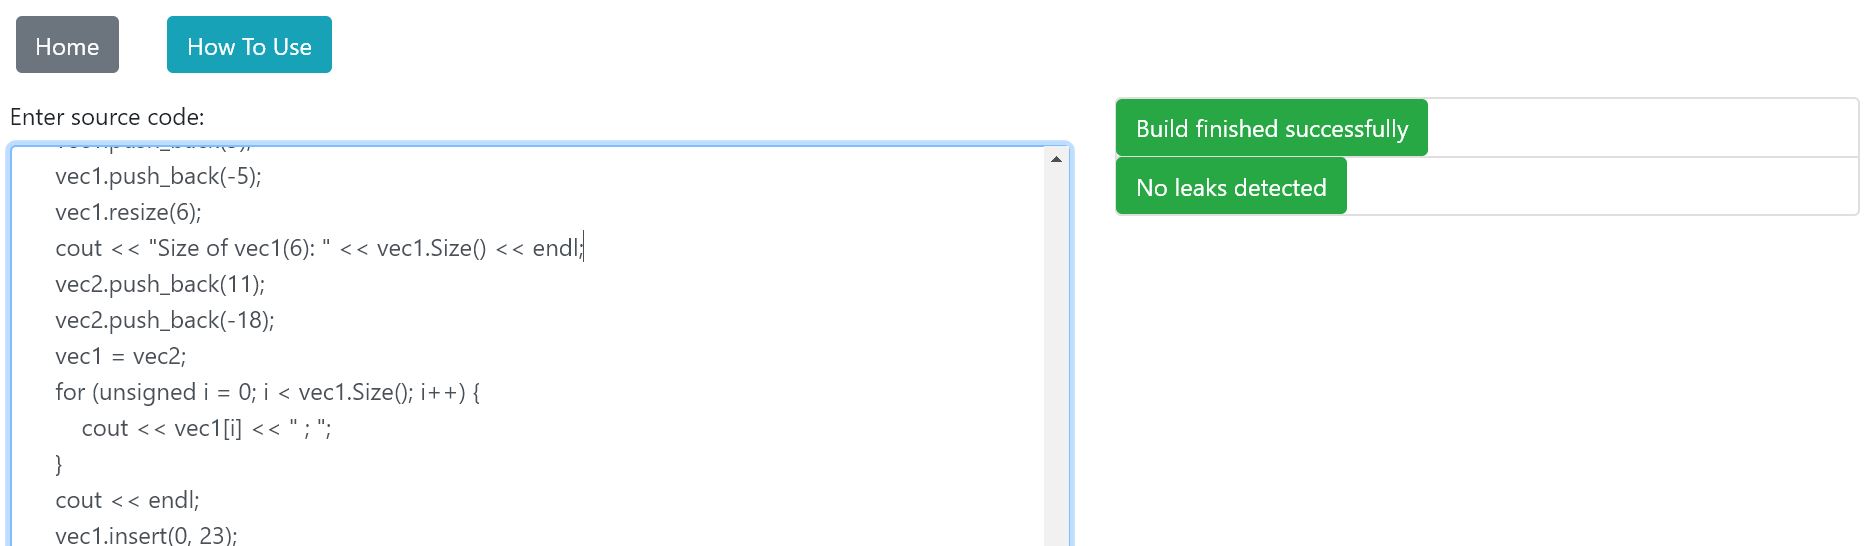 Home How To Use
Enter source code:
vec1.push_back(-5);
vec1.resize(6);
cout << "Size of vec1(6): " << vec1.Size() << endl;
vec2.push_back(11);
vec2.push_back(-18);
vec1 = vec2;
for (unsigned i = 0; i < vec1.Size(); i++) {
cout << vec1[i] << " ; ";
}
cout << endl;
vec1.insert(0, 23);
Build finished successfully
No leaks detected